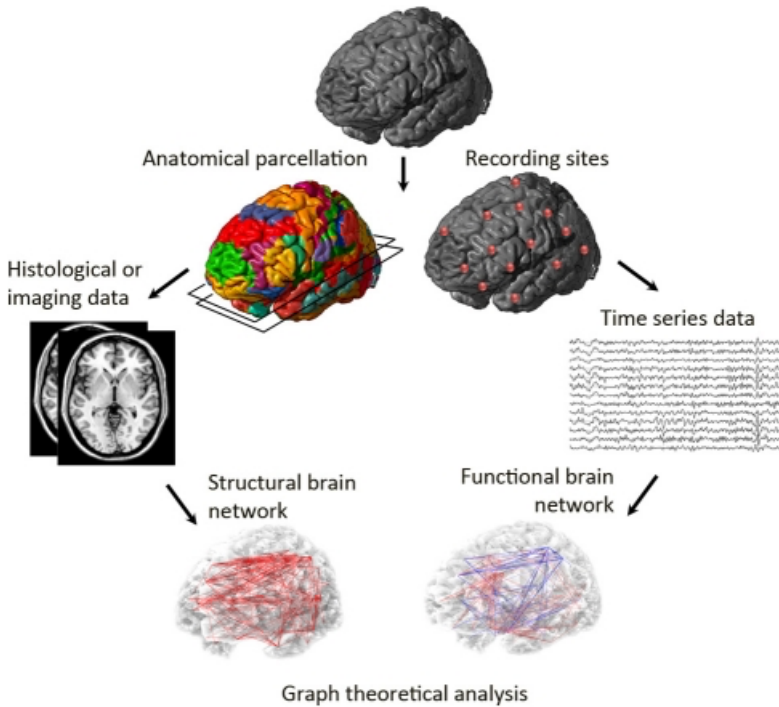 Anatomical parcellation
Recording sites
Histological or
imaging data
Time series data
Structural brain
network
Functional brain
network
Graph theoretical analysis